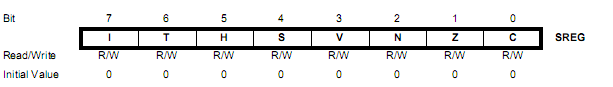 Bit 7 6 5 4 3 2 1 0
I T H S V N Z C SREG
Read/Write R/W R/W R/W R/W R/W R/W R/W R/W
Initial Value 0 0 0 0 0 0 0 0